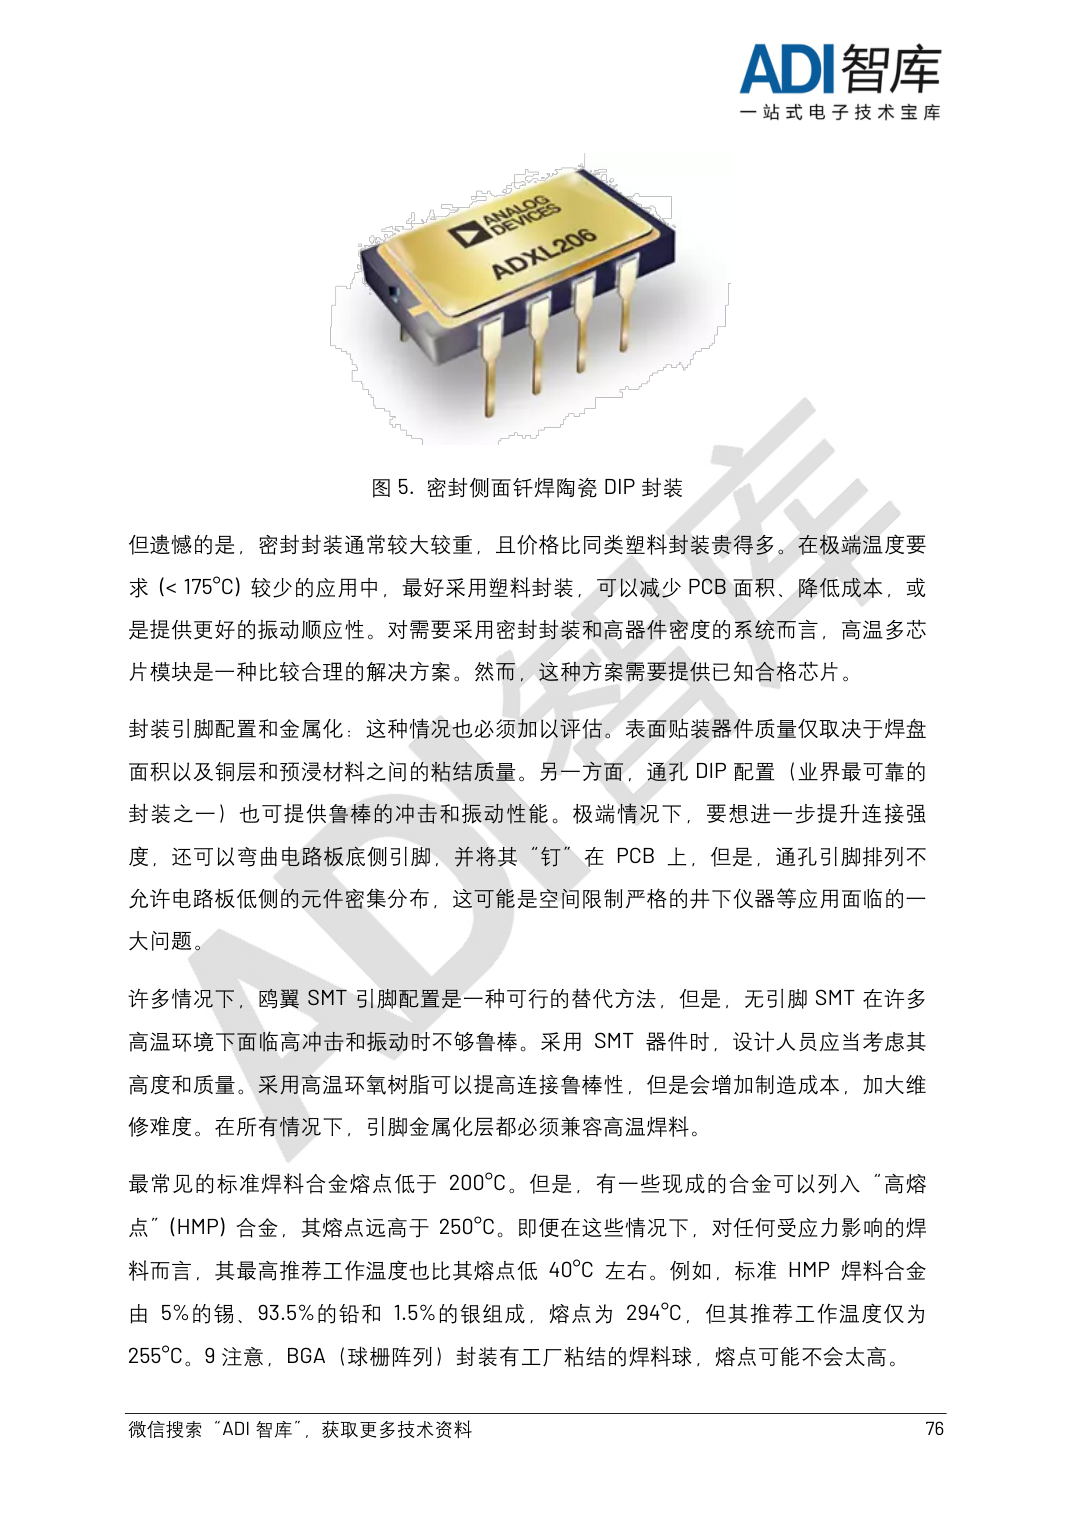 ADI智库
一站式电子技术宝库
ANALOG
DEVICES
ADXL206
图 5. 密封侧面钎焊陶瓷 DIP 封装
但遗憾的是，密封封装通常较大较重，且价格比同类塑料封装贵得多。在极端温度要
求 (< 175°C) 较少的应用中，最好采用塑料封装，可以减少 PCB 面积、降低成本，或
是提供更好的振动顺应性。对需要采用密封封装和高器件密度的系统而言，高温多芯
片模块是一种比较合理的解决方案。然而，这种方案需要提供已知合格芯片。
封装引脚配置和金属化：这种情况也必须加以评估。表面贴装器件质量仅取决于焊盘
面积以及铜层和预浸材料之间的粘结质量。另一方面，通孔 DIP 配置（业界最可靠的
封装之一）也可提供鲁棒的冲击和振动性能。极端情况下，要想进一步提升连接强
度，还可以弯曲电路板底侧引脚，并将其“钉”在 PCB 上，但是，通孔引脚排列不
允许电路板低侧的元件密集分布，这可能是空间限制严格的井下仪器等应用面临的一
大问题。
许多情况下，鸥翼 SMT 引脚配置是一种可行的替代方法，但是，无引脚 SMT 在许多
高温环境下面临高冲击和振动时不够鲁棒。采用 SMT 器件时，设计人员应当考虑其
高度和质量。采用高温环氧树脂可以提高连接鲁棒性，但是会增加制造成本，加大维
修难度。在所有情况下，引脚金属化层都必须兼容高温焊料。
最常见的标准焊料合金熔点低于 200°C。但是，有一些现成的合金可以列入“高熔
点”(HMP) 合金，其熔点远高于 250°C。即便在这些情况下，对任何受应力影响的焊
料而言，其最高推荐工作温度也比其熔点低 40°C 左右。例如，标准 HMP 焊料合金
由 5%的锡、93.5%的铅和 1.5%的银组成，熔点为 294°C，但其推荐工作温度仅为
255°C。9 注意，BGA（球栅阵列）封装有工厂粘结的焊料球，熔点可能不会太高。
ADI智库
微信搜索“ADI 智库”，获取更多技术资料
76